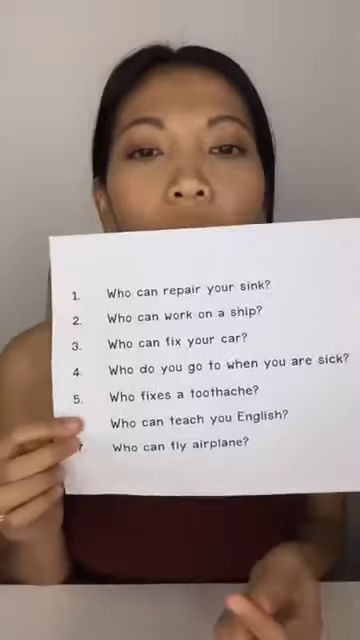 1. Who can repair your sink?
2. Who can work on a ship?
3. Who can fix your car?
4. Who do you go to when you are sick?
5. Who fixes a toothache?
Who can teach you English?
Who can fly airplane?